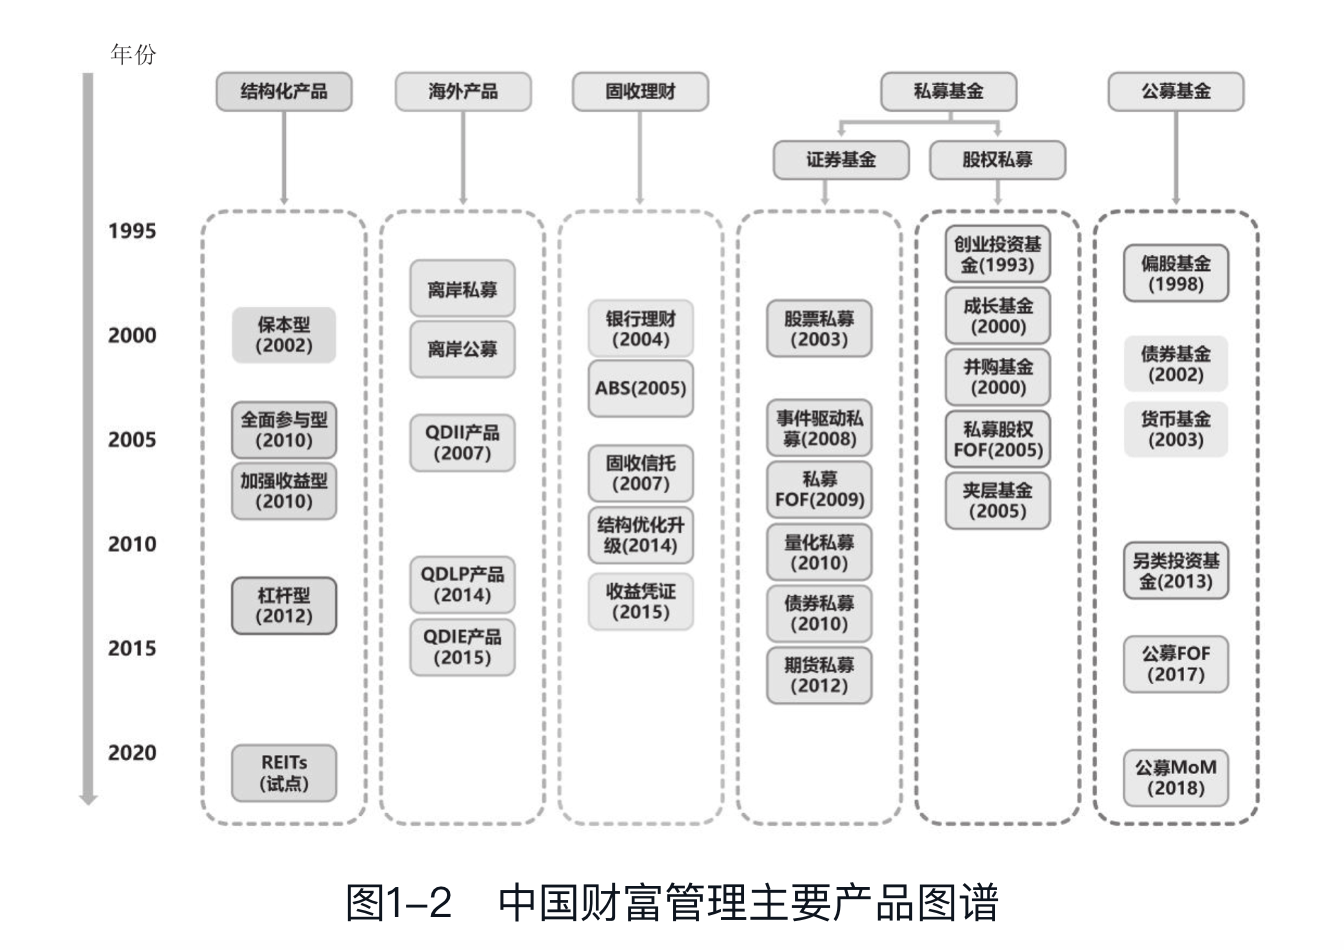 年份
结构化产品
海外产品
固收理财
私募基金
公募基金
证券基金
股权私募
1995
2000
2005
2010
2015
2020
保本型
(2002)
全面参与型
(2010)
加强收益型
(2010)
杠杆型
(2012)
REITs
(试点)
离岸私募
离岸公募
QDII产品
(2007)
QDLP产品
(2014)
QDIE产品
(2015)
银行理财
(2004)
ABS(2005)
固收信托
(2007)
结构优化升
级(2014)
收益凭证
(2015)
股票私募
(2003)
事件驱动私
募(2008)
私募
FOF(2009)
量化私募
(2010)
债券私募
(2010)
期货私募
(2012)
创业投资基
金(1993)
成长基金
(2000)
并购基金
(2000)
私募股权
FOF(2005)
夹层基金
(2005)
偏股基金
(1998)
债券基金
(2002)
货币基金
(2003)
另类投资基
金(2013)
公募FOF
(2017)
公募MoM
(2018)
图1-2 中国财富管理主要产品图谱